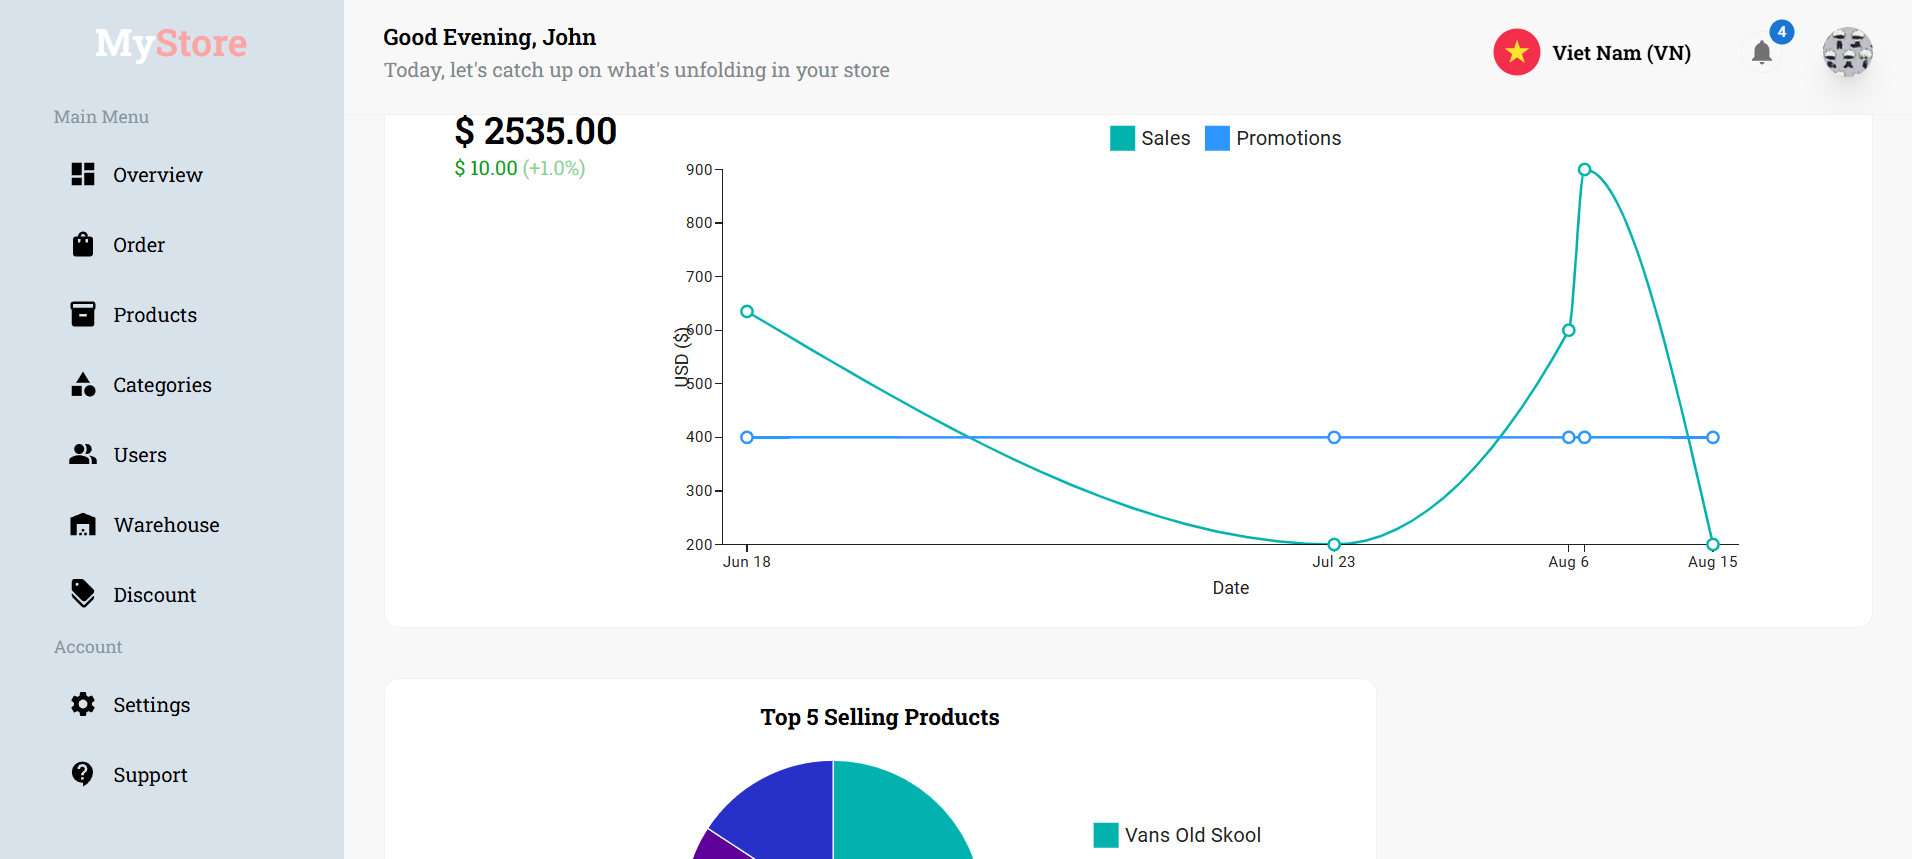 MyStore
Main Menu
Overview
Order
Products
Categories
Users
Warehouse
Discount
Account
Settings
Support
Good Evening, John
Today, let's catch up on what's unfolding in your store
Viet Nam (VN)
4
$ 2535.00
$ 10.00 (+1.0%)
Sales Promotions
900
800
700
600
500
400
300
200
USD ($)
Jun 18 Jul 23 Aug 6 Aug 15
Date
Top 5 Selling Products
Vans Old Skool